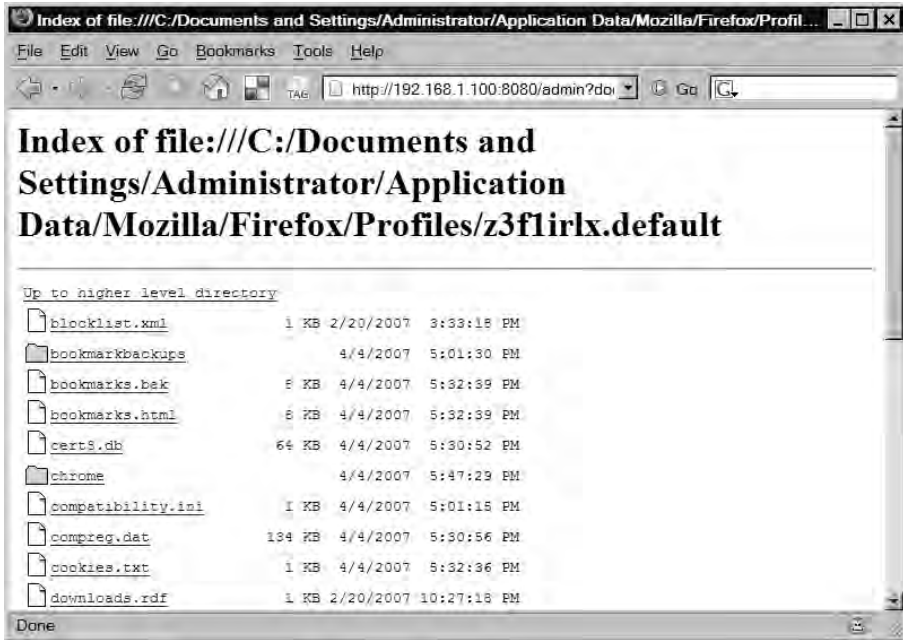 Index of file:///C:/Documents and Settings/Administrator/Application Data/Mozilla/Firefox/Profil...
File Edit View Go Bookmarks Tools Help
TAG http://192.168.1.100:8080/admin?do Go G
Index of file:///C:/Documents and
Settings/Administrator/Application
Data/Mozilla/Firefox/Profiles/z3f1irlx.default
Up to higher level directory
blocklist.xml 1 KB 2/20/2007 3:33:18 PM
bookmarkbackups 4/4/2007 5:01:30 PM
bookmarks.bak KB 4/4/2007 5:32:39 PM
bookmarks.html KB 4/4/2007 5:32:39 PM
cert8.db 64 KB 4/4/2007 5:30:52 PM
chrome 4/4/2007 5:47:29 PM
compatibility.ini 1 KB 4/4/2007 5:01:15 PM
compreg.dat 134 KB 4/4/2007 5:30:56 PM
cookies.txt 1 KB 4/4/2007 5:32:36 PM
downloads.rdf 1 KB 2/20/2007 10:27:18 PM
Done